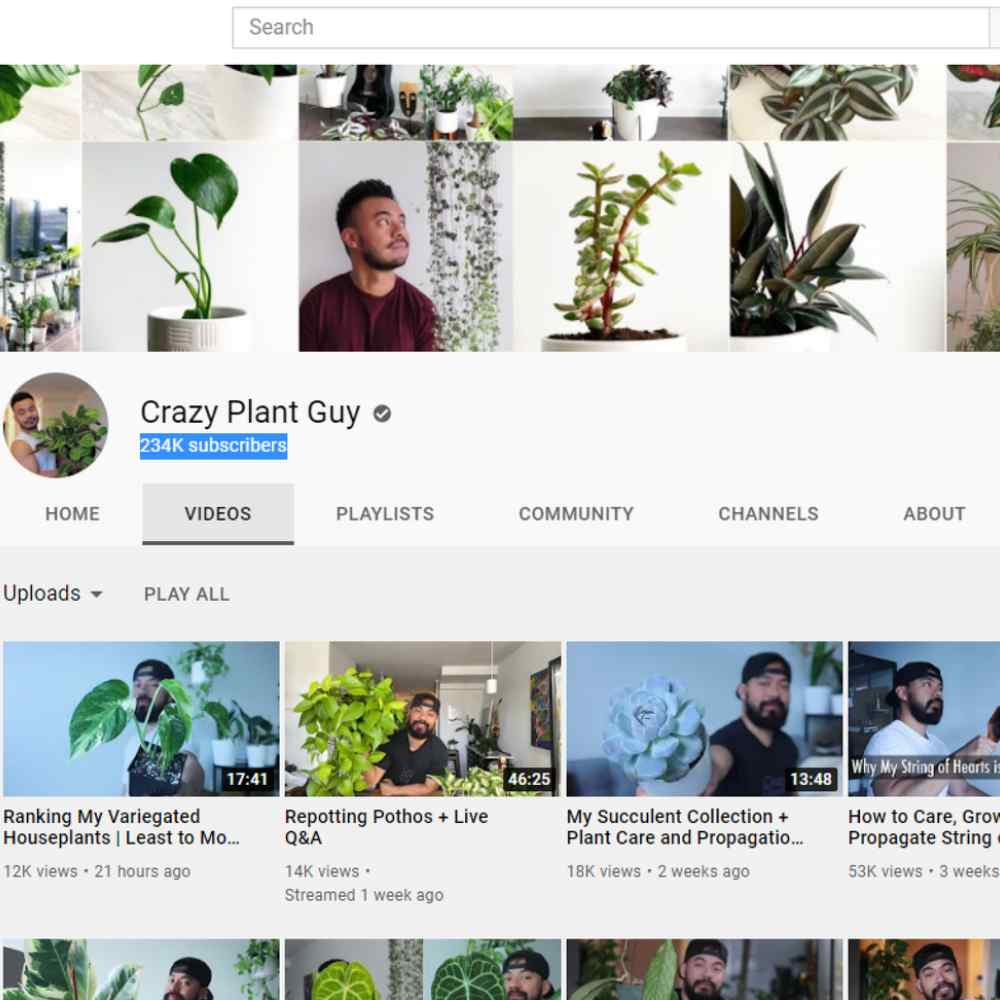 Search
Crazy Plant Guy
234K subscribers
HOME
VIDEOS
PLAYLISTS
COMMUNITY
CHANNELS
ABOUT
Uploads
PLAY ALL
17:41
46:25
13:48
Why My String of Hearts is
Ranking My Variegated
Houseplants | Least to Mo...
12K views • 21 hours ago
Repotting Pothos + Live
Q&A
14K views •
Streamed 1 week ago
My Succulent Collection +
Plant Care and Propagatio...
18K views • 2 weeks ago
How to Care, Grow
Propagate String
53K views • 3 weeks